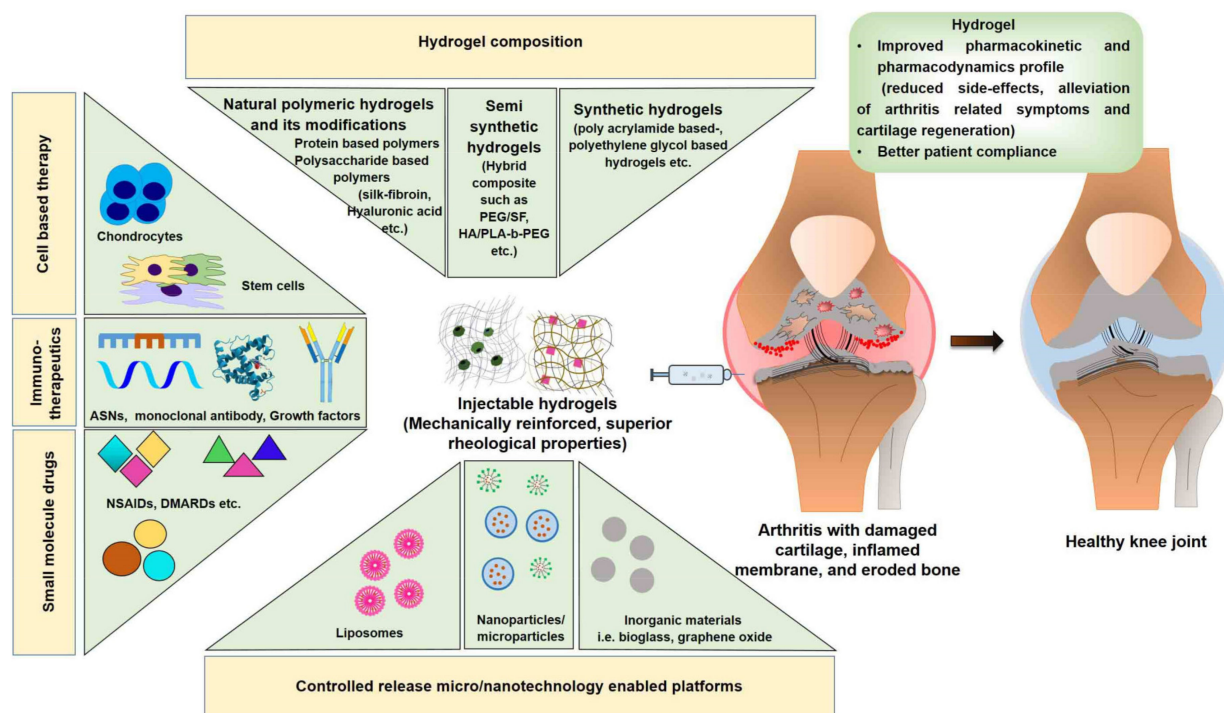 Hydrogel composition
Natural polymeric hydrogels
and its modifications
Protein based polymers
Polysaccharide based
polymers
(silk-fibroin,
Hyaluronic acid
etc.)
Semi
synthetic
hydrogels
(Hybrid
composite
such as
PEG/SF,
HA/PLA-b-PEG
etc.)
Synthetic hydrogels
(poly acrylamide based-,
polyethylene glycol based
hydrogels etc.
Hydrogel
• Improved pharmacokinetic and
pharmacodynamics profile
(reduced side-effects, alleviation
of arthritis related symptoms and
cartilage regeneration)
• Better patient compliance
Cell based therapy
Chondrocytes
Stem cells
Immuno-
therapeutics
ASNs, monoclonal antibody, Growth factors
Small molecule drugs
NSAIDs, DMARDs etc.
Injectable hydrogels
(Mechanically reinforced, superior
rheological properties)
Liposomes
Nanoparticles/
microparticles
Inorganic materials
i.e. bioglass, graphene oxide
Controlled release micro/nanotechnology enabled platforms
Arthritis with damaged
cartilage, inflamed
membrane, and eroded bone
Healthy knee joint